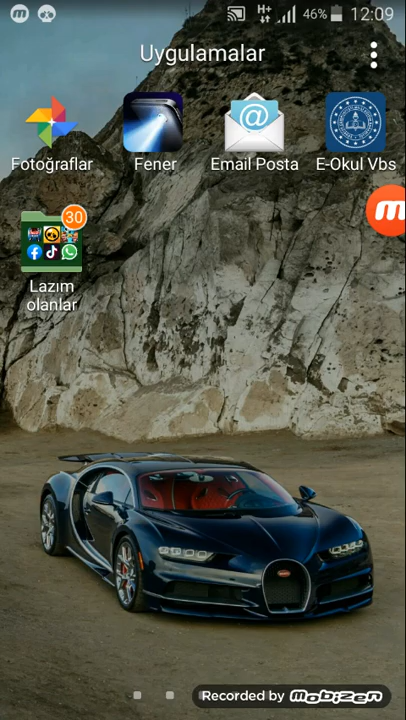 H+ 46% 12:09
Uygulamalar
Fotoğraflar
Fener
Email Posta
E-Okul Vbs
30
Lazım
olanlar
Recorded by Mobizen